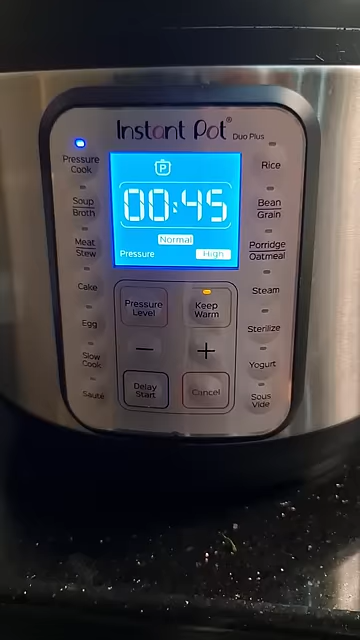 Instant Pot® Duo Plus
Pressure
Cook
Soup
Broth
Meat
Stew
Cake
Egg
Slow
Cook
Sauté
P
00:45
Normal
Pressure High
Pressure
Level
Keep
Warm
−
+
Delay
Start
Cancel
Rice
Bean
Grain
Porridge
Oatmeal
Steam
Sterilize
Yogurt
Sous
Vide